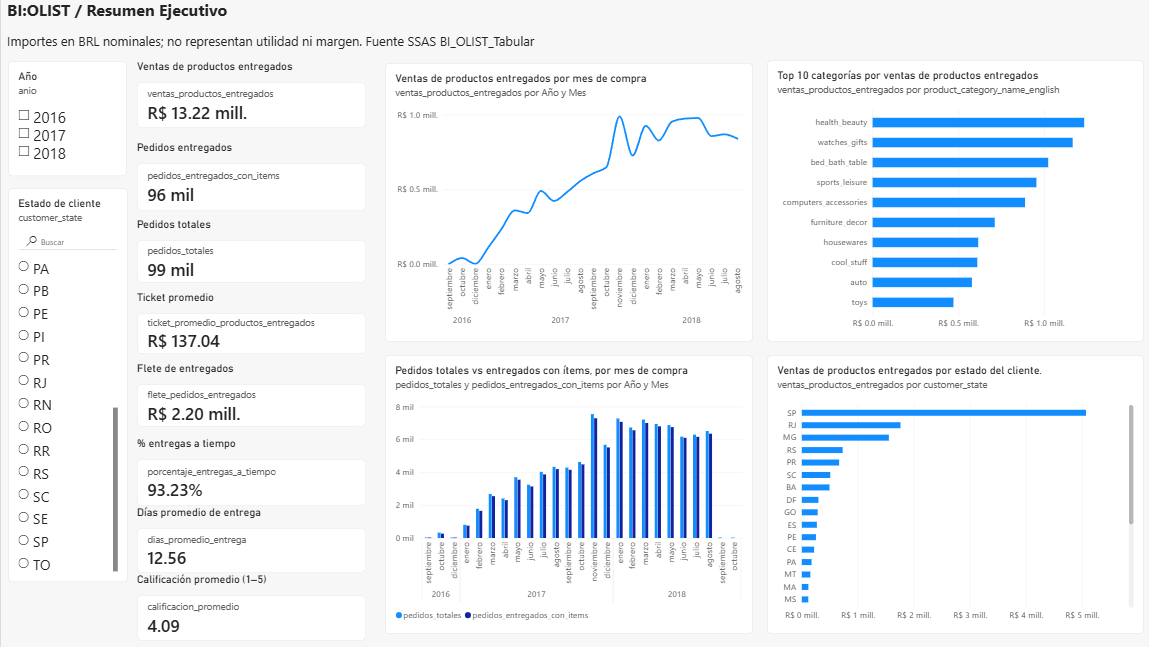 BI:OLIST / Resumen Ejecutivo
Importes en BRL nominales; no representan utilidad ni margen. Fuente SSAS BI_OLIST_Tabular
Año
anio
2016
2017
2018
Estado de cliente
customer_state
Buscar
PA
PB
PE
PI
PR
RJ
RN
RO
RR
RS
SC
SE
SP
TO
Ventas de productos entregados
ventas_productos_entregados
R$ 13.22 mill.
Pedidos entregados
pedidos_entregados_con_items
96 mil
Pedidos totales
pedidos_totales
99 mil
Ticket promedio
ticket_promedio_productos_entregados
R$ 137.04
Flete de entregados
flete_pedidos_entregados
R$ 2.20 mill.
% entregas a tiempo
porcentaje_entregas_a_tiempo
93.23%
Días promedio de entrega
dias_promedio_entrega
12.56
Calificación promedio (1–5)
calificacion_promedio
4.09
Ventas de productos entregados por mes de compra
ventas_productos_entregados por Año y Mes
R$ 1.0 mill.
R$ 0.5 mill.
R$ 0.0 mill.
septiembre
octubre
diciembre
enero
febrero
marzo
abril
mayo
junio
julio
agosto
septiembre
octubre
noviembre
diciembre
enero
febrero
marzo
abril
mayo
junio
julio
agosto
2016
2017
2018
Top 10 categorías por ventas de productos entregados
ventas_productos_entregados por product_category_name_english
health_beauty
watches_gifts
bed_bath_table
sports_leisure
computers_accessories
furniture_decor
housewares
cool_stuff
auto
toys
R$ 0.0 mill.
R$ 0.5 mill.
R$ 1.0 mill.
Pedidos totales vs entregados con ítems, por mes de compra
pedidos_totales y pedidos_entregados_con_items por Año y Mes
8 mil
6 mil
4 mil
2 mil
0 mil
septiembre
octubre
diciembre
enero
febrero
marzo
abril
mayo
junio
julio
agosto
septiembre
octubre
noviembre
diciembre
enero
febrero
marzo
abril
mayo
junio
julio
agosto
septiembre
octubre
2016
2017
2018
pedidos_totales
pedidos_entregados_con_items
Ventas de productos entregados por estado del cliente.
ventas_productos_entregados por customer_state
SP
RJ
MG
RS
PR
SC
BA
DF
GO
ES
PE
CE
PA
MT
MA
MS
R$ 0 mill.
R$ 1 mill.
R$ 2 mill.
R$ 3 mill.
R$ 4 mill.
R$ 5 mill.